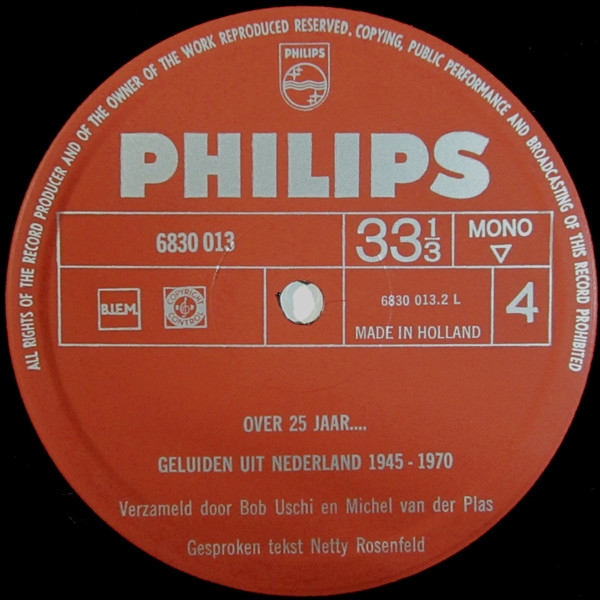 ALL RIGHTS OF THE RECORD PRODUCER AND OF THE OWNER OF THE WORK REPRODUCED RESERVED. COPYING, PUBLIC PERFORMANCE AND BROADCASTING OF THIS RECORD PROHIBITED
PHILIPS
PHILIPS
6830 013
33 1/3
MONO
B.I.E.M.
COPYRIGHT CONTROL
6830 013.2 L
MADE IN HOLLAND
4
OVER 25 JAAR....
GELUIDEN UIT NEDERLAND 1945 - 1970
Verzameld door Bob Uschi en Michel van der Plas
Gesproken tekst Netty Rosenfeld